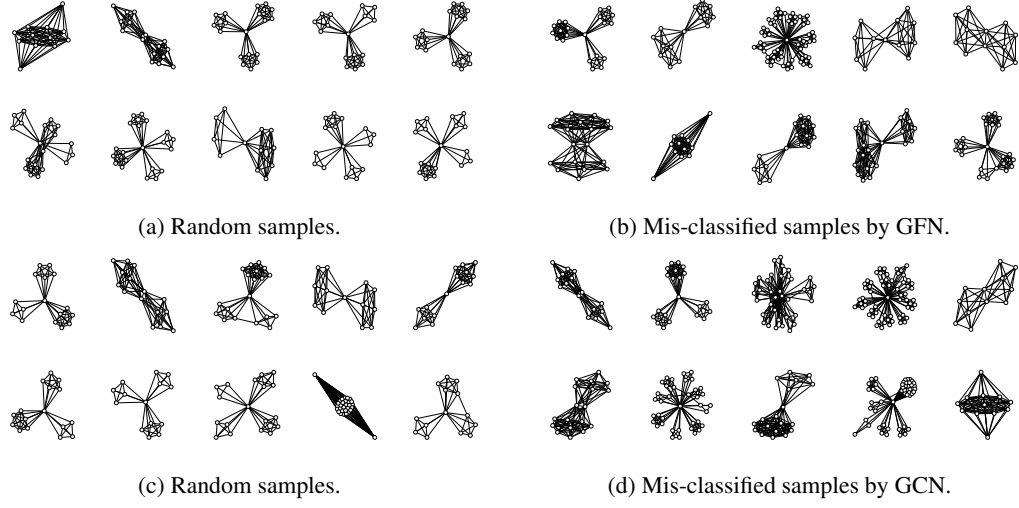 (a) Random samples.
(b) Mis-classified samples by GFN.
(c) Random samples.
(d) Mis-classified samples by GCN.